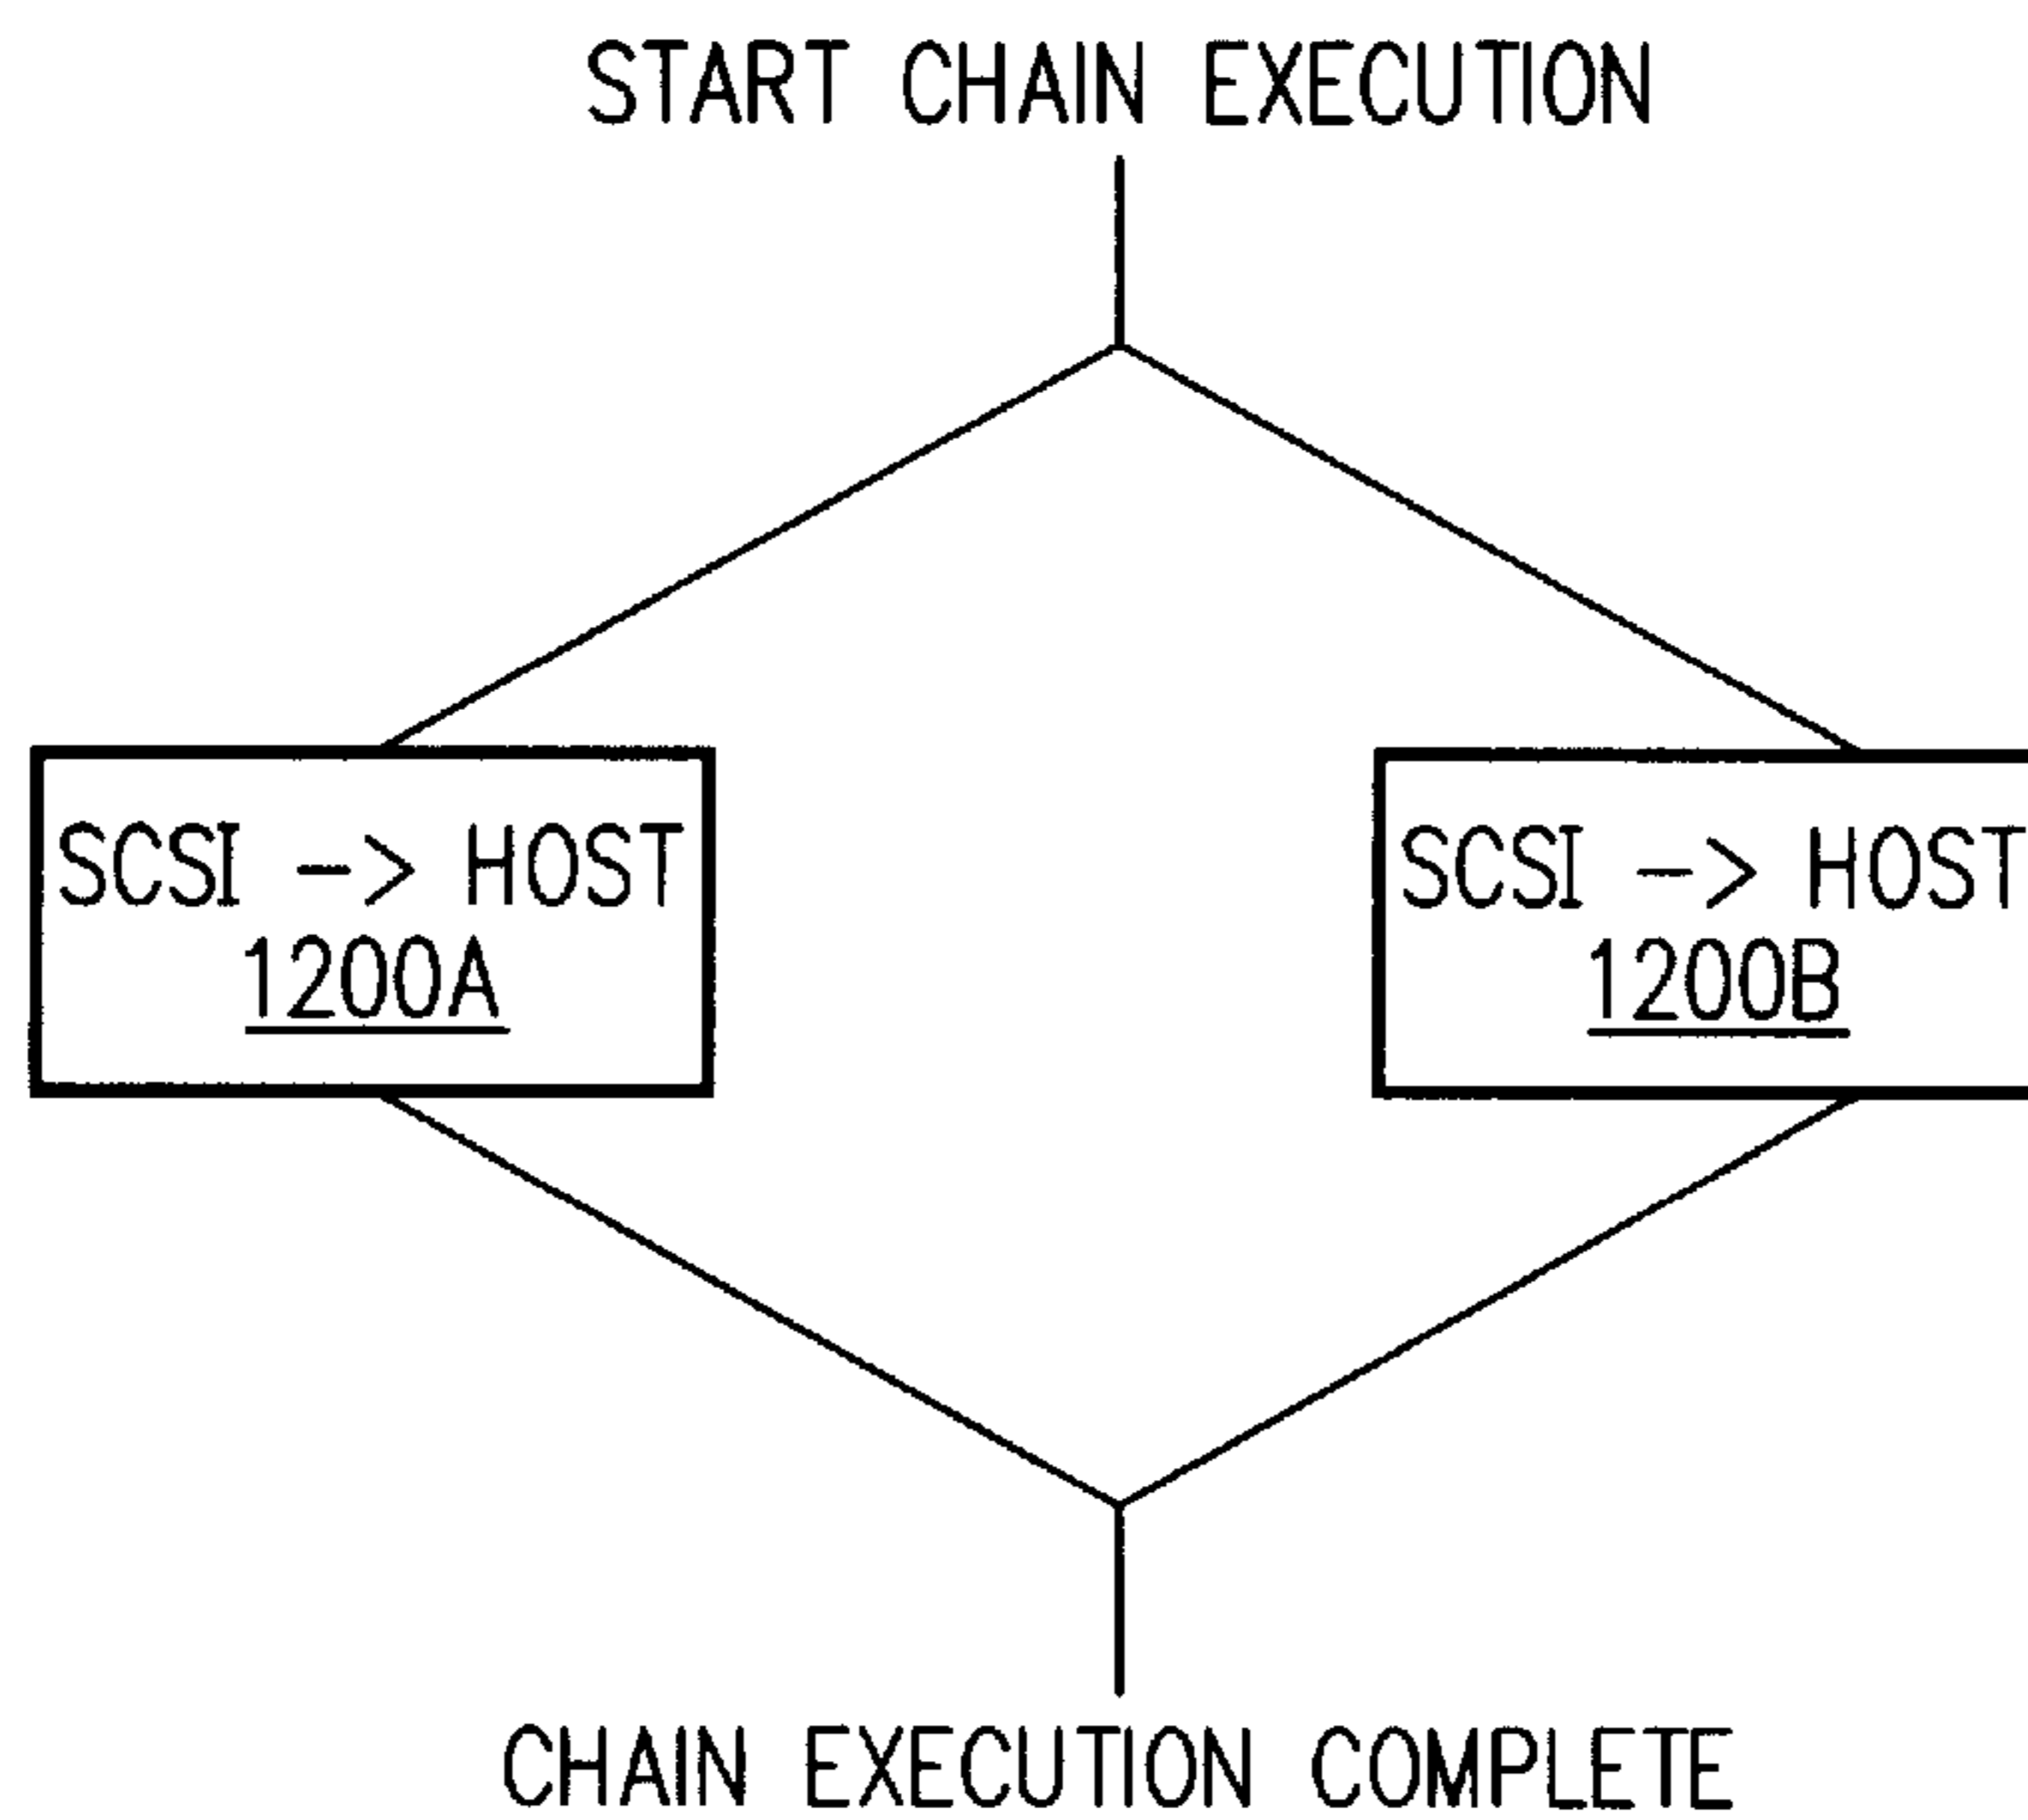 START CHAIN EXECUTION
SCSI -> HOST
1200A
SCSI -> HOST
1200B
CHAIN EXECUTION COMPLETE